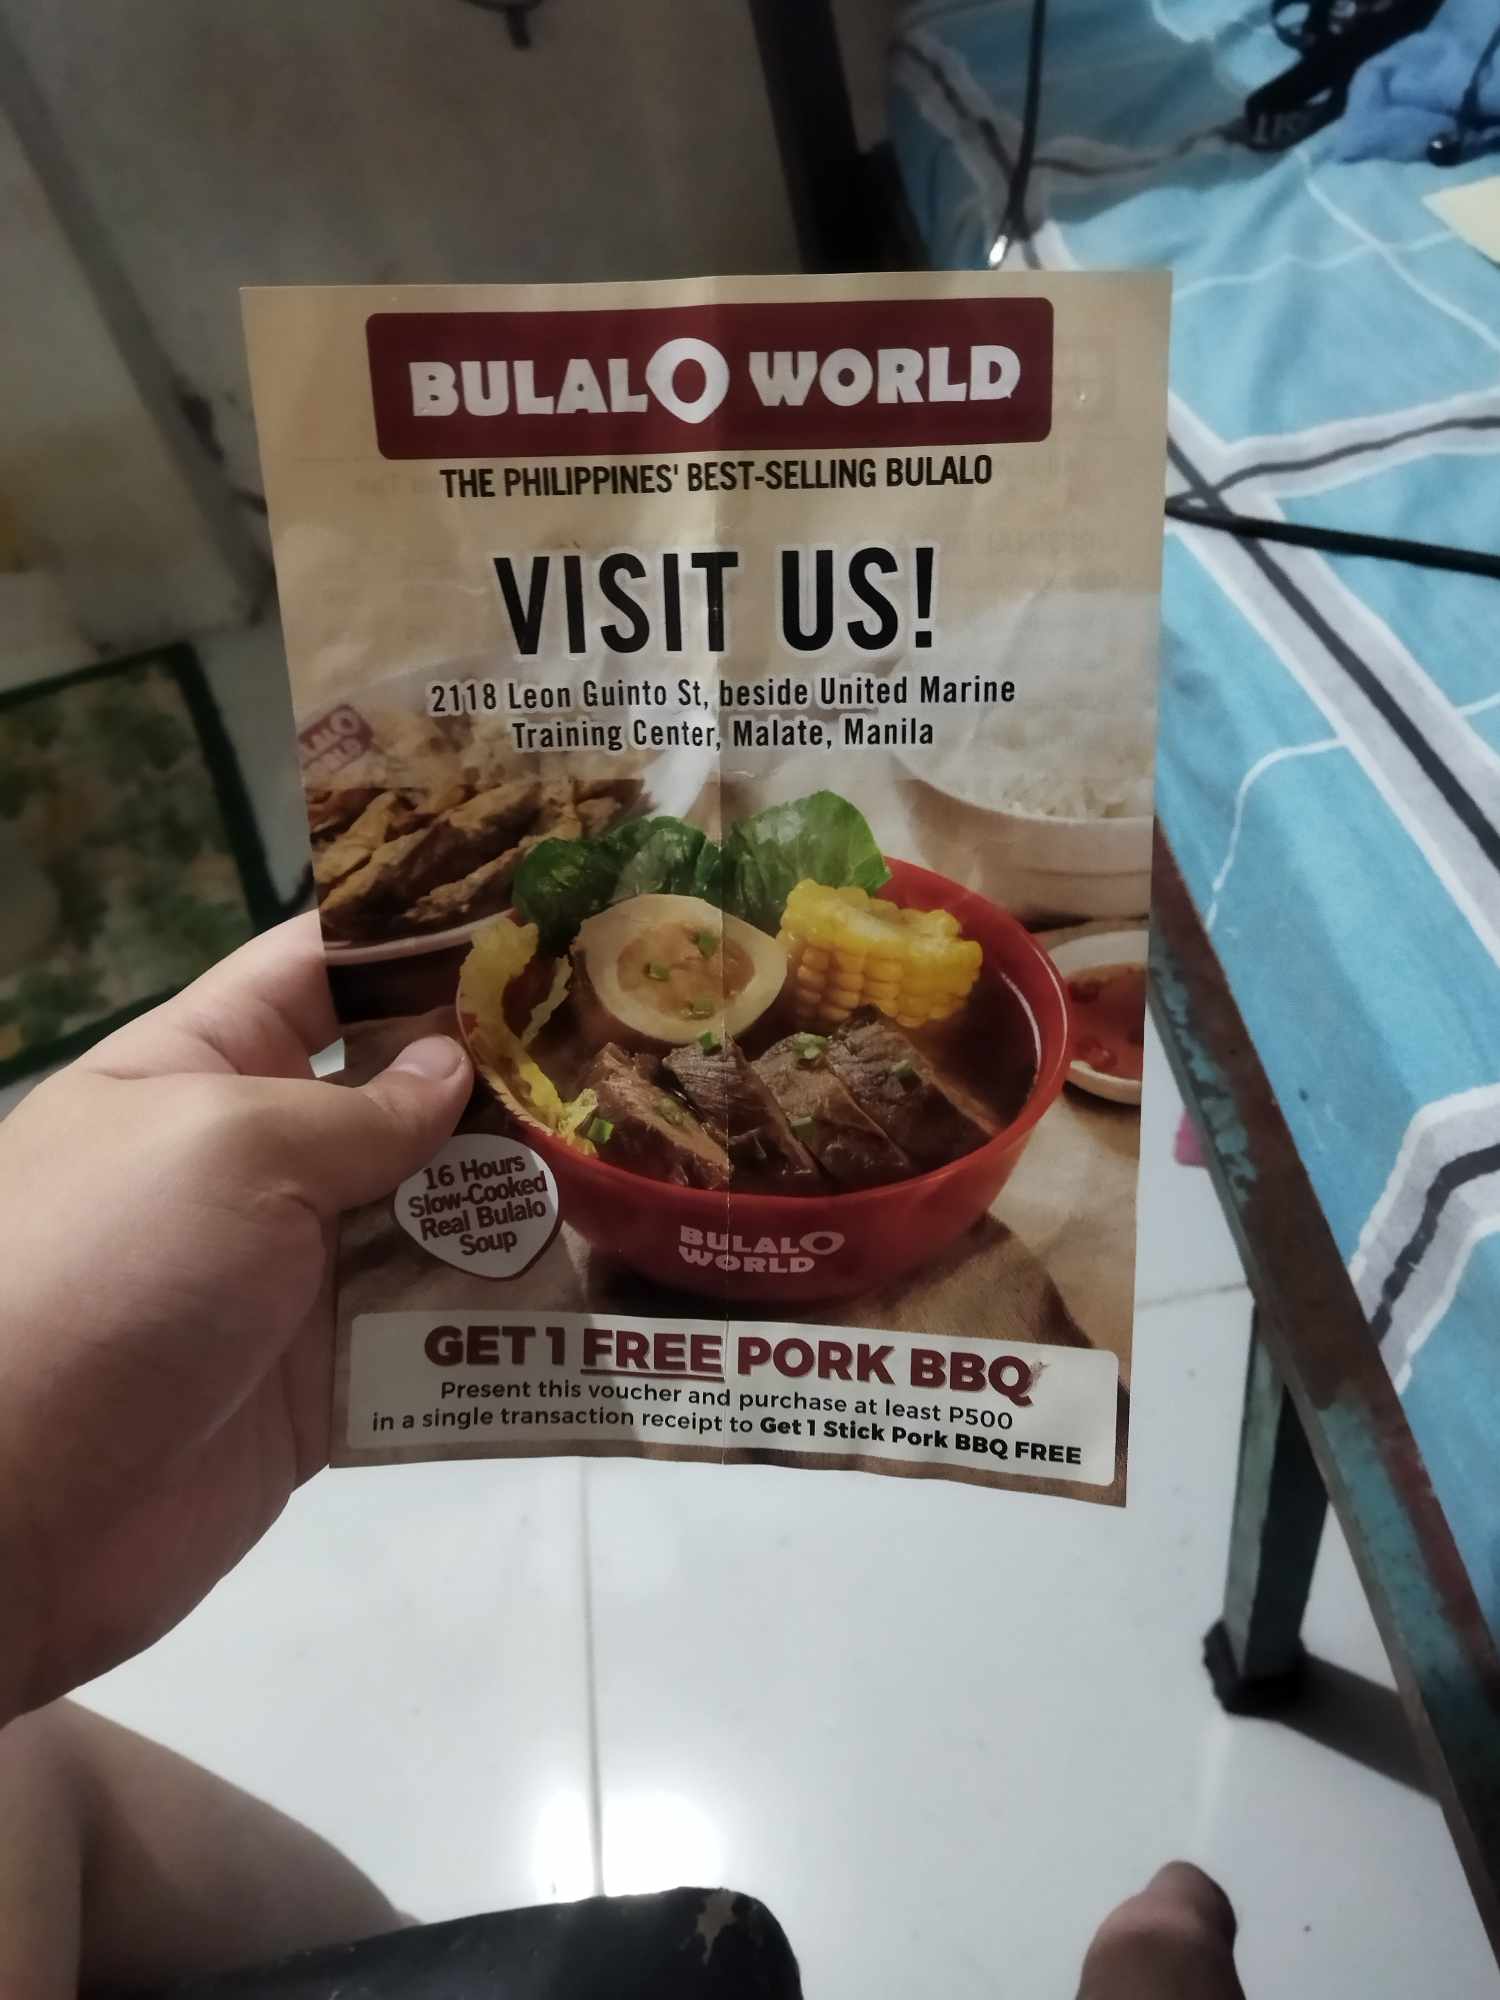 BULALO WORLD
THE PHILIPPINES' BEST-SELLING BULALO
VISIT US!
2118 Leon Guinto St, beside United Marine
Training Center, Malate, Manila
16 Hours
Slow-Cooked
Real Bulalo
Soup
BULALO
WORLD
GET 1 FREE PORK BBQ
Present this voucher and purchase at least P500
in a single transaction receipt to Get 1 Stick Pork BBQ FREE